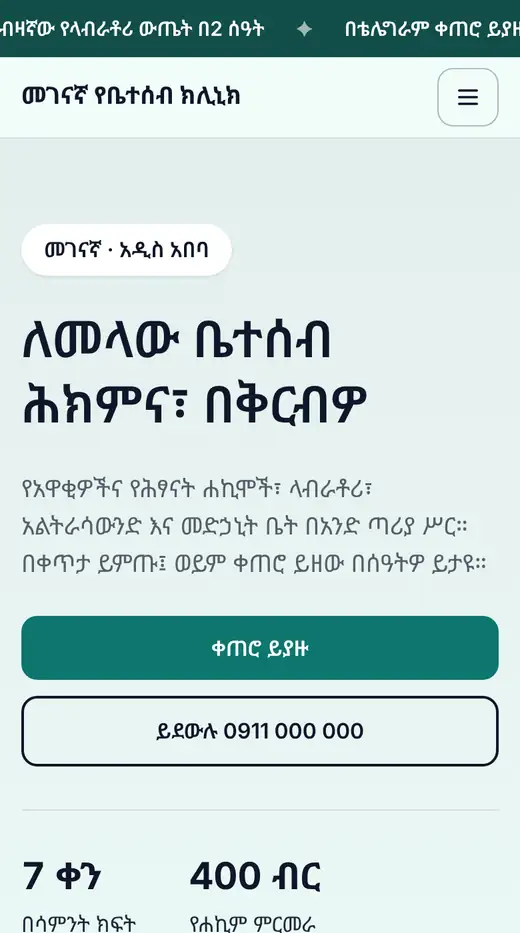 ብዛኛው የላብራቶሪ ውጤት በ2 ሰዓት ✦ በቴሌግራም ቀጠሮ
መገናኛ የቤተሰብ ክሊኒክ
መገናኛ · አዲስ አበባ
ለመላው ቤተሰብ
ሕክምና፣ በቅርብዎ
የአዋቂዎችና የሕፃናት ሐኪሞች፣ ላብራቶሪ፣
አልትራሳውንድ እና መድኃኒት ቤት በአንድ ጣሪያ ሥር።
በቀጥታ ይምጡ፤ ወይም ቀጠሮ ይዘው በሰዓትዎ ይታዩ።
ቀጠሮ ይያዙ
ይደውሉ 0911 000 000
7 ቀን
400 ብር
በሳምንት ክፍት
የሐኪም ምርመራ